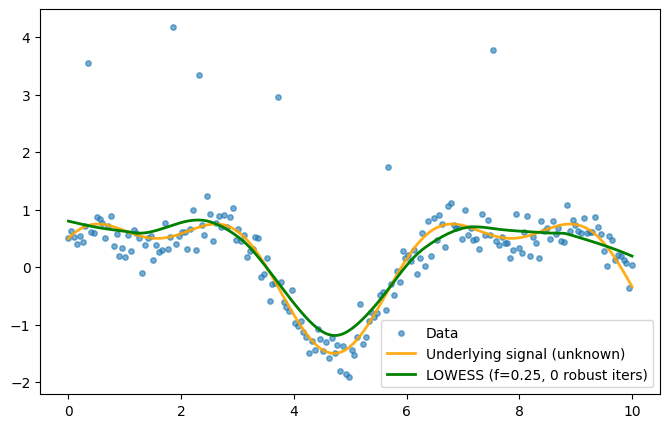 4
3
2
1
0
−1
−2
0 2 4 6 8 10
Data
Underlying signal (unknown)
LOWESS (f=0.25, 0 robust iters)